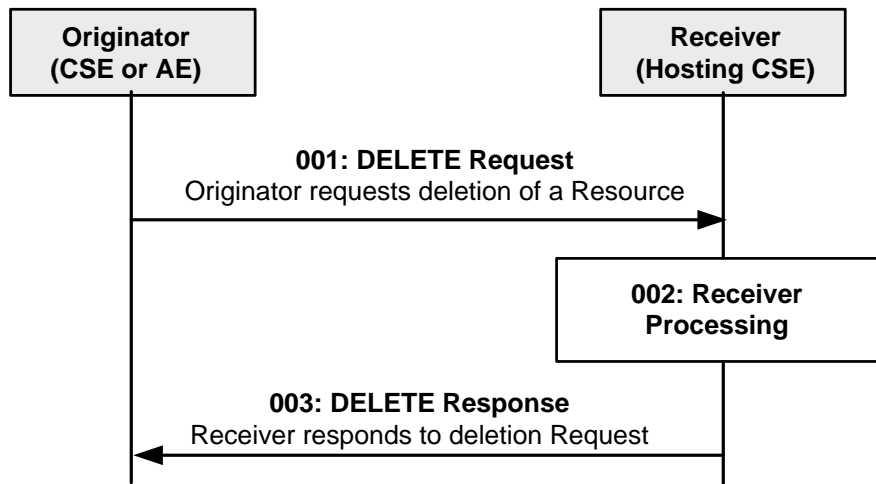 Originator
(CSE or AE)
Receiver
(Hosting CSE)
001: DELETE Request
Originator requests deletion of a Resource
002: Receiver
Processing
003: DELETE Response
Receiver responds to deletion Request